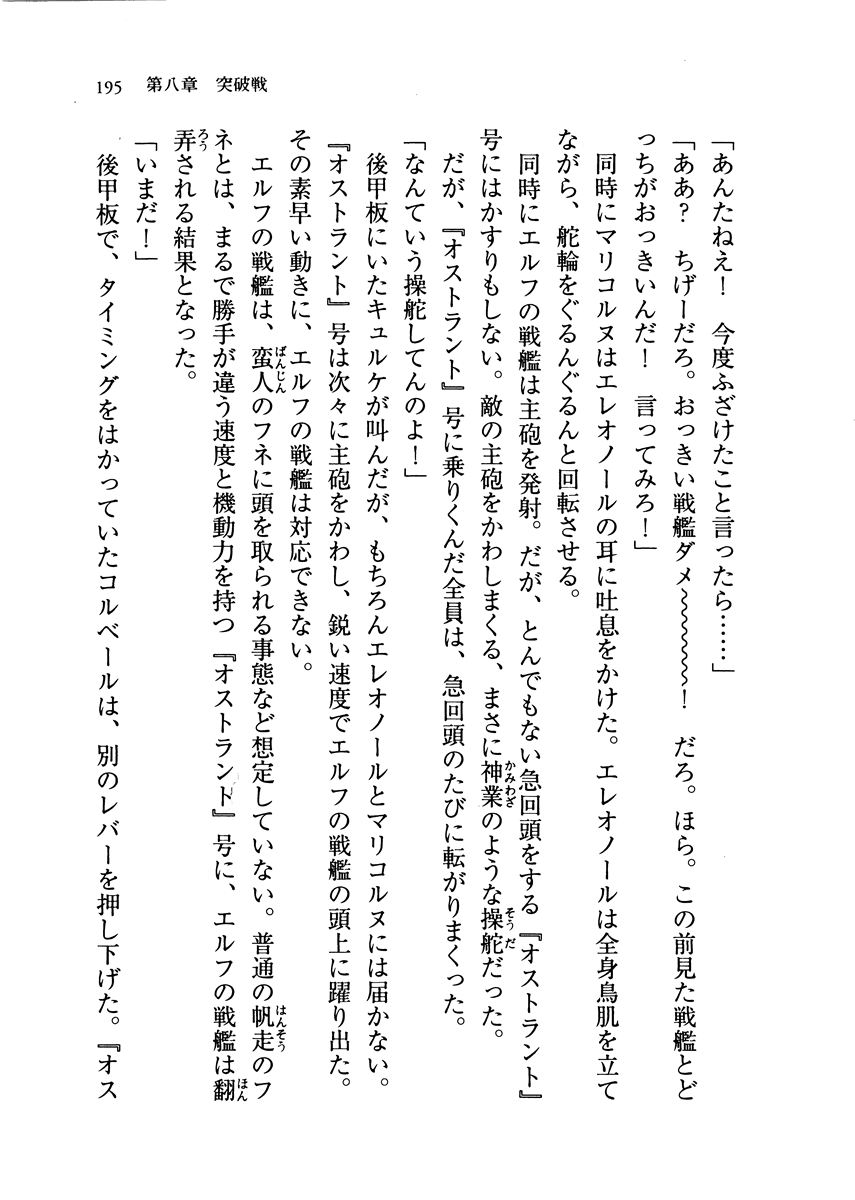 195　第八章　突破戦
「あんたねえ！　今度ふざけたこと言ったら……」
「ああ？　ちげーだろ。おっきい戦艦ダメ〜〜〜〜〜！　だろ。ほら。この前見た戦艦とど
っちがおっきいんだ！　言ってみろ！」
　同時にマリコルヌはエレオノールの耳に吐息をかけた。エレオノールは全身鳥肌を立て
ながら、舵輪をぐるんぐるんと回転させる。
　同時にエルフの戦艦は主砲を発射。だが、とんでもない急回頭をする『オストラント』
号にはかすりもしない。敵の主砲をかわしまくる、まさに神業のような操舵だった。
　だが、『オストラント』号に乗りくんだ全員は、急回頭のたびに転がりまくった。
「なんていう操舵してんのよ！」
　後甲板にいたキュルケが叫んだが、もちろんエレオノールとマリコルヌには届かない。
『オストラント』号は次々に主砲をかわし、鋭い速度でエルフの戦艦の頭上に躍り出た。
その素早い動きに、エルフの戦艦は対応できない。
　エルフの戦艦は、蛮人のフネに頭を取られる事態など想定していない。普通の帆走のフ
ネとは、まるで勝手が違う速度と機動力を持つ『オストラント』号に、エルフの戦艦は翻
弄される結果となった。
「いまだ！」
　後甲板で、タイミングをはかっていたコルベールは、別のレバーを押し下げた。『オス